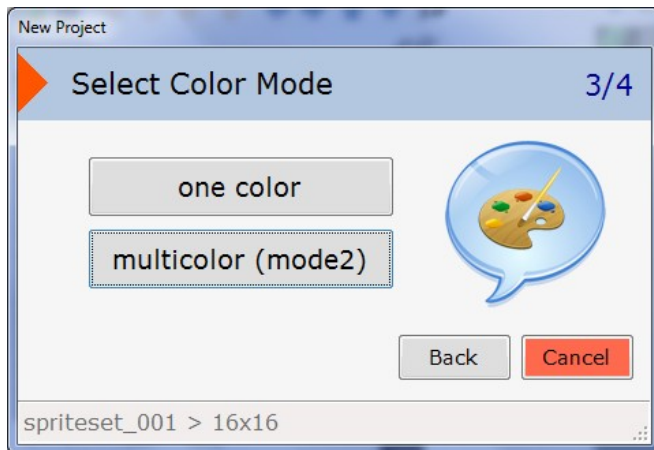 New Project
Select Color Mode 3/4
one color
multicolor (mode2)
Back Cancel
spriteset_001 > 16x16